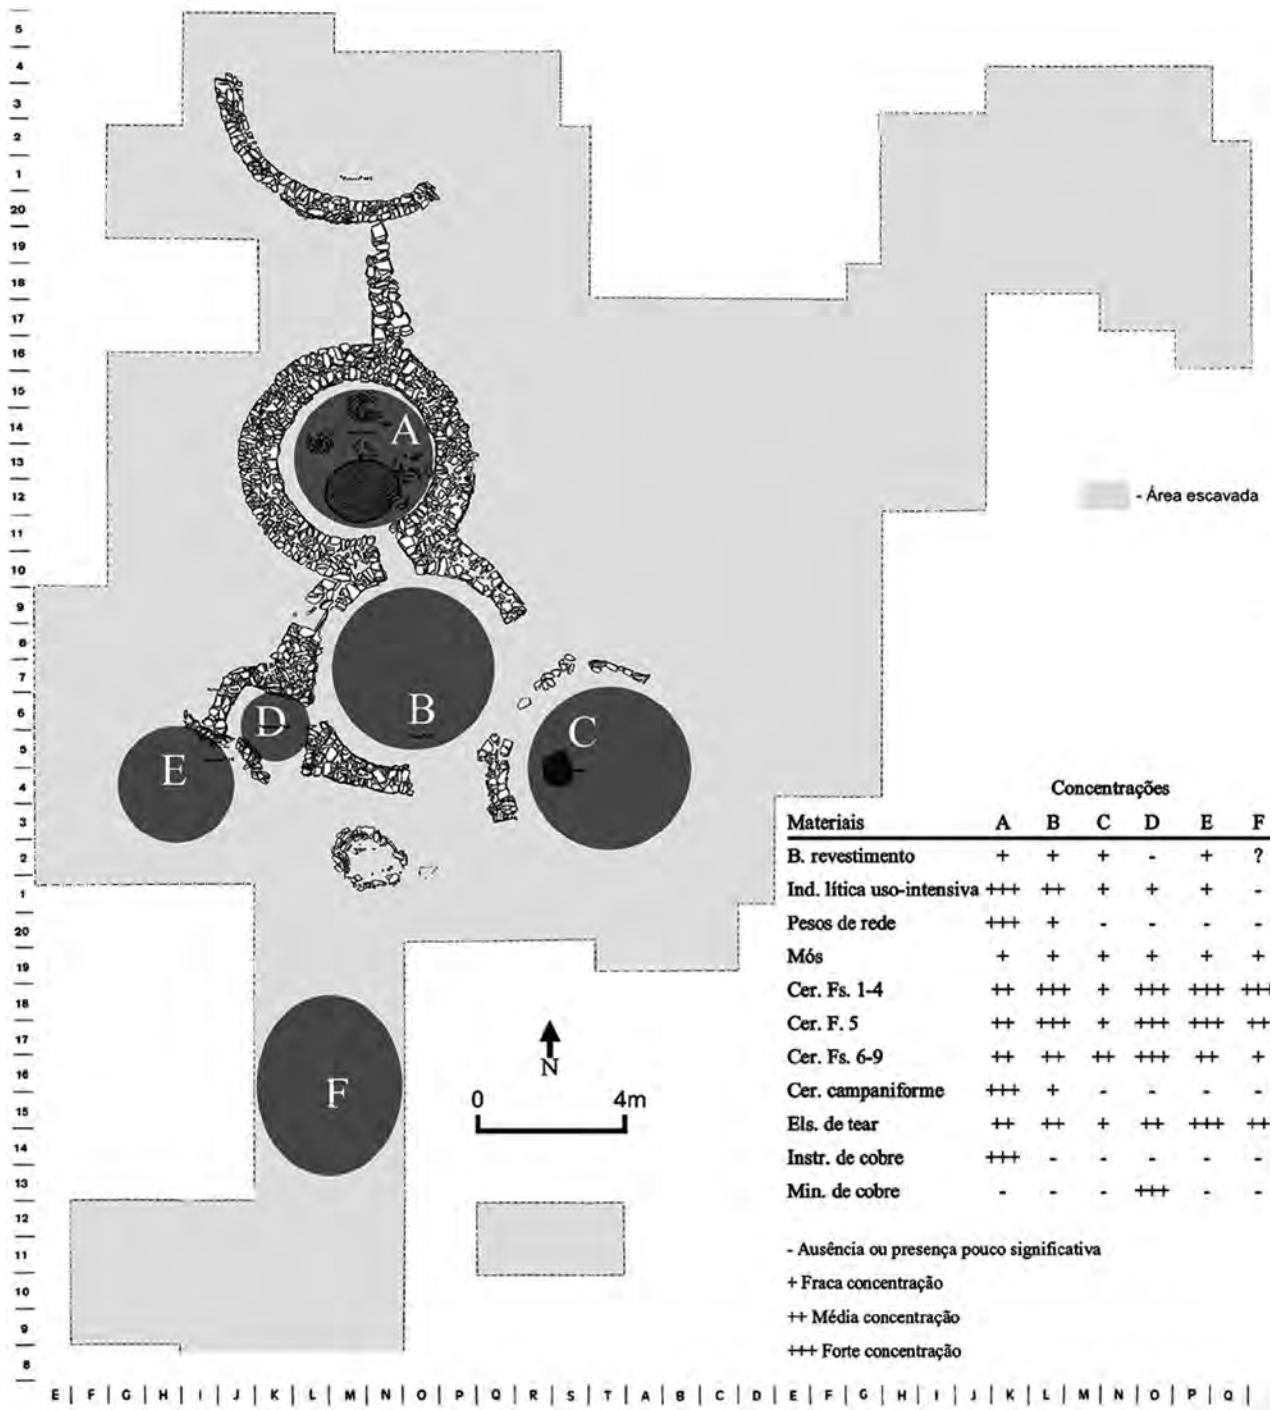 5
4
3
2
1
20
19
18
17
16
15
14
13
12
11
10
9
8
7
6
5
4
3
2
1
20
19
18
17
16
15
14
13
12
11
10
9
8
A
B
C
D
E
F
- Área escavada
N
0 4m
Concentrações
Materiais A B C D E F
B. revestimento + + + - + ?
Ind. lítica uso-intensiva +++ ++ + + + -
Pesos de rede +++ + - - - -
Mós + + + + + +
Cer. Fs. 1-4 ++ +++ + +++ +++ +++
Cer. F. 5 ++ +++ + +++ +++ ++
Cer. Fs. 6-9 ++ ++ ++ +++ ++ +
Cer. campaniforme +++ + - - - -
Els. de tear ++ ++ + ++ +++ ++
Instr. de cobre +++ - - - - -
Min. de cobre - - - +++ - -
- Ausência ou presença pouco significativa
+ Fraca concentração
++ Média concentração
+++ Forte concentração
E | F | G | H | I | J | K | L | M | N | O | P | Q | R | S | T | A | B | C | D | E | F | G | H | I | J | K | L | M | N | O | P | Q |